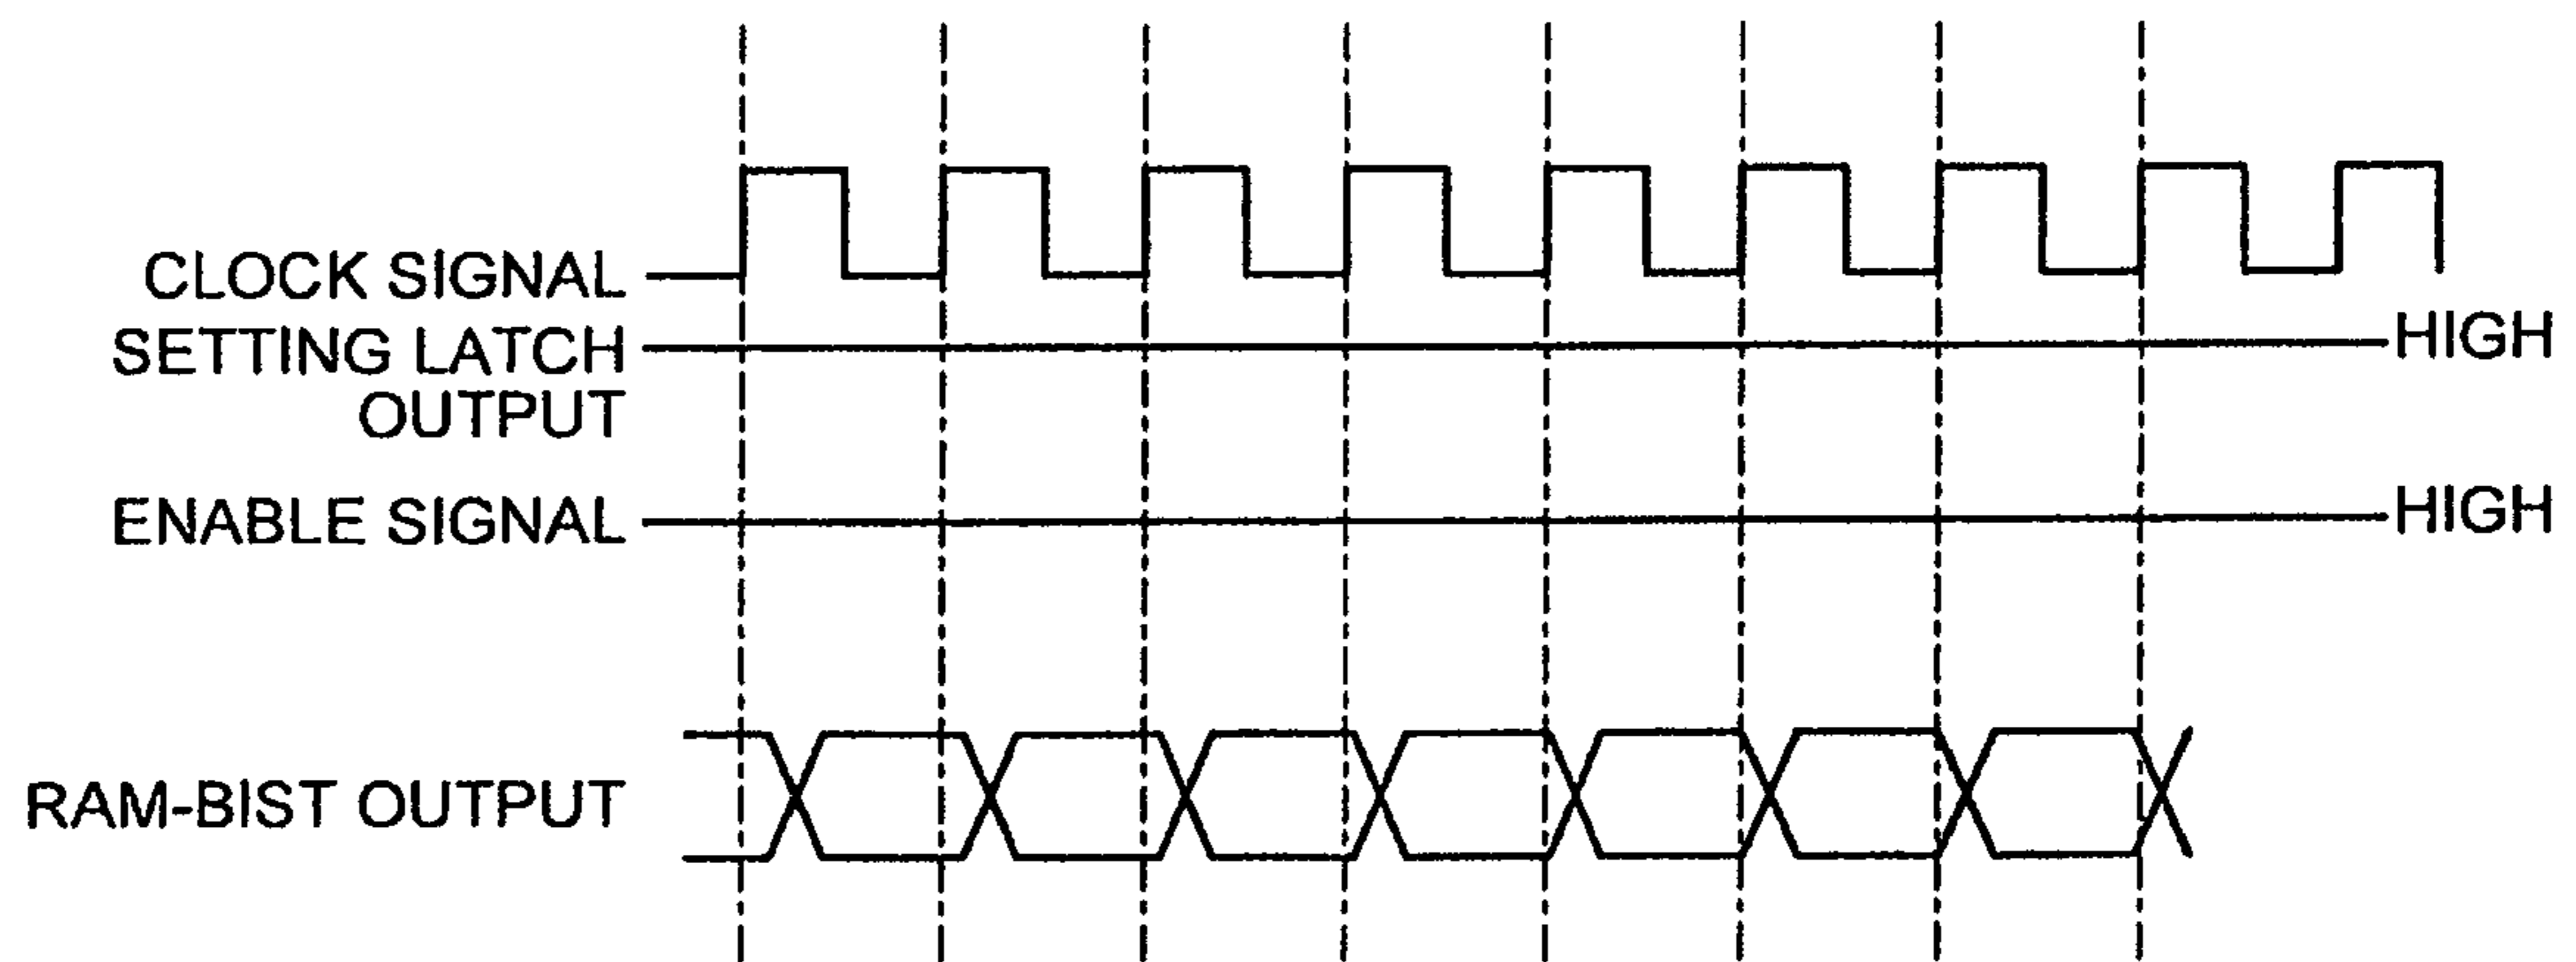 CLOCK SIGNAL
SETTING LATCH HIGH
OUTPUT
ENABLE SIGNAL HIGH
RAM-BIST OUTPUT